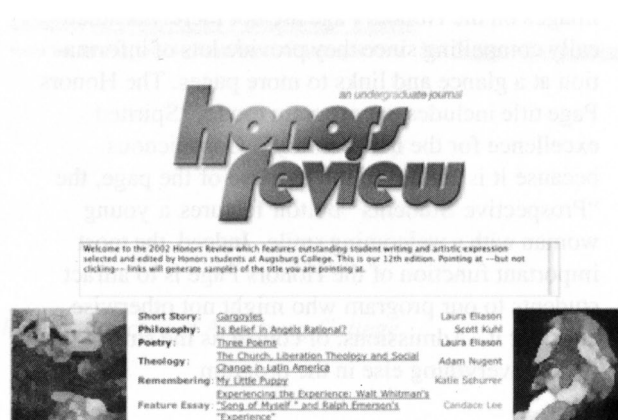 an undergraduate journal
honors
review
Welcome to the 2002 Honors Review which features outstanding student writing and artistic expression
selected and edited by Honors students at Augsburg College. This is our 12th edition. Pointing at ---but not
clicking-- links will generate samples of the title you are pointing at.
Short Story: Gargoyles Laura Eliason
Philosophy: Is Belief in Angels Rational? Scott Kuhl
Poetry: Three Poems Laura Eliason
Theology: The Church, Liberation Theology and Social
Change in Latin America Adam Nugent
Remembering: My Little Puppy Katie Schurrer
Feature Essay: Experiencing the Experience: Walt Whitman's
"Song of Myself " and Ralph Emerson's
"Experience" Candace Lee